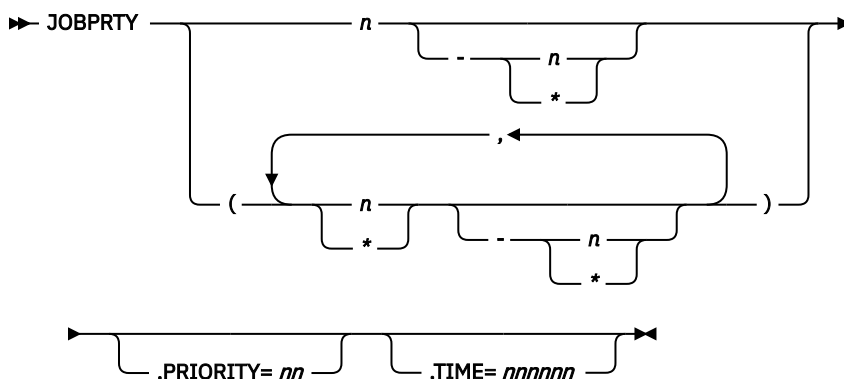 JOBPRTY n
- n
*
,
( n )
*
- n
*
,PRIORITY= nn ,TIME= nnnnnn